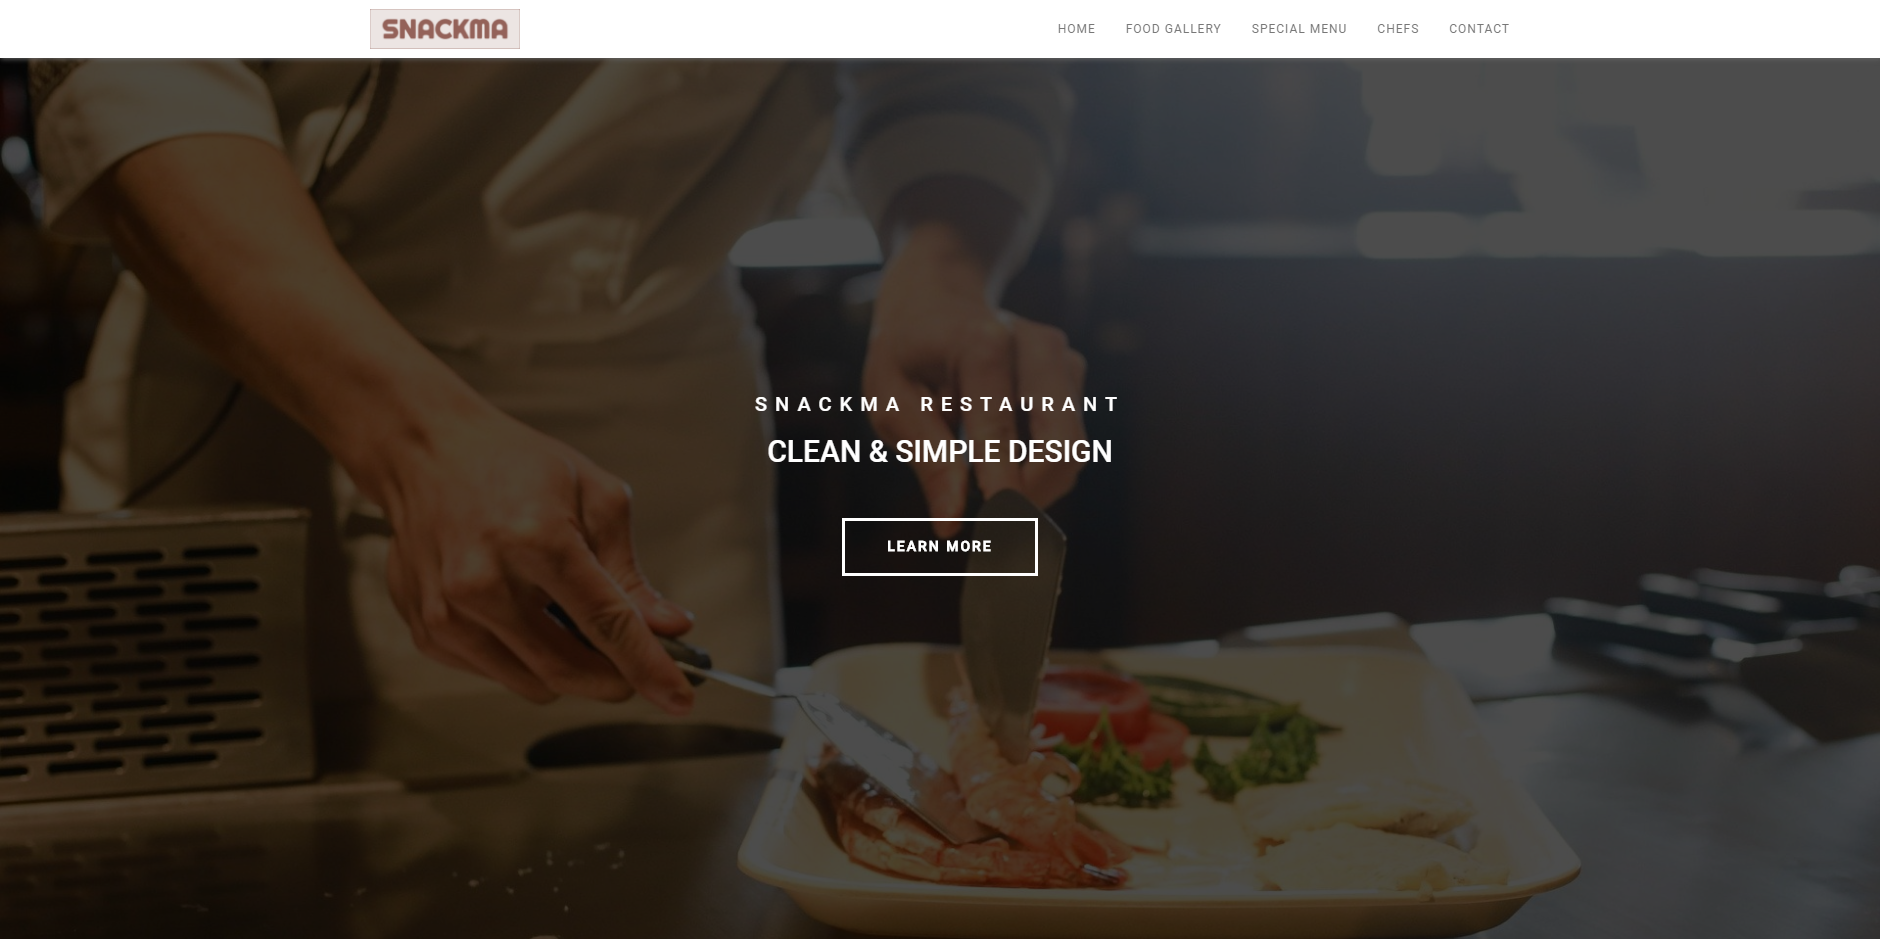 SNACKMA
HOME FOOD GALLERY SPECIAL MENU CHEFS CONTACT
SNACKMA RESTAURANT
CLEAN & SIMPLE DESIGN
LEARN MORE